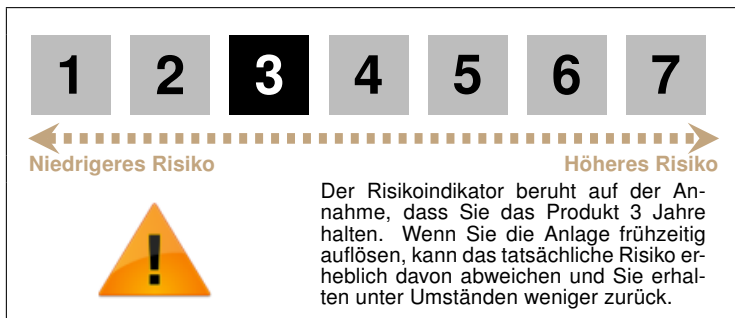 1 2 3 4 5 6 7
Niedrigeres Risiko Höheres Risiko
Der Risikoindikator beruht auf der An-
nahme, dass Sie das Produkt 3 Jahre
halten. Wenn Sie die Anlage frühzeitig
auflösen, kann das tatsächliche Risiko er-
heblich davon abweichen und Sie erhal-
ten unter Umständen weniger zurück.
!